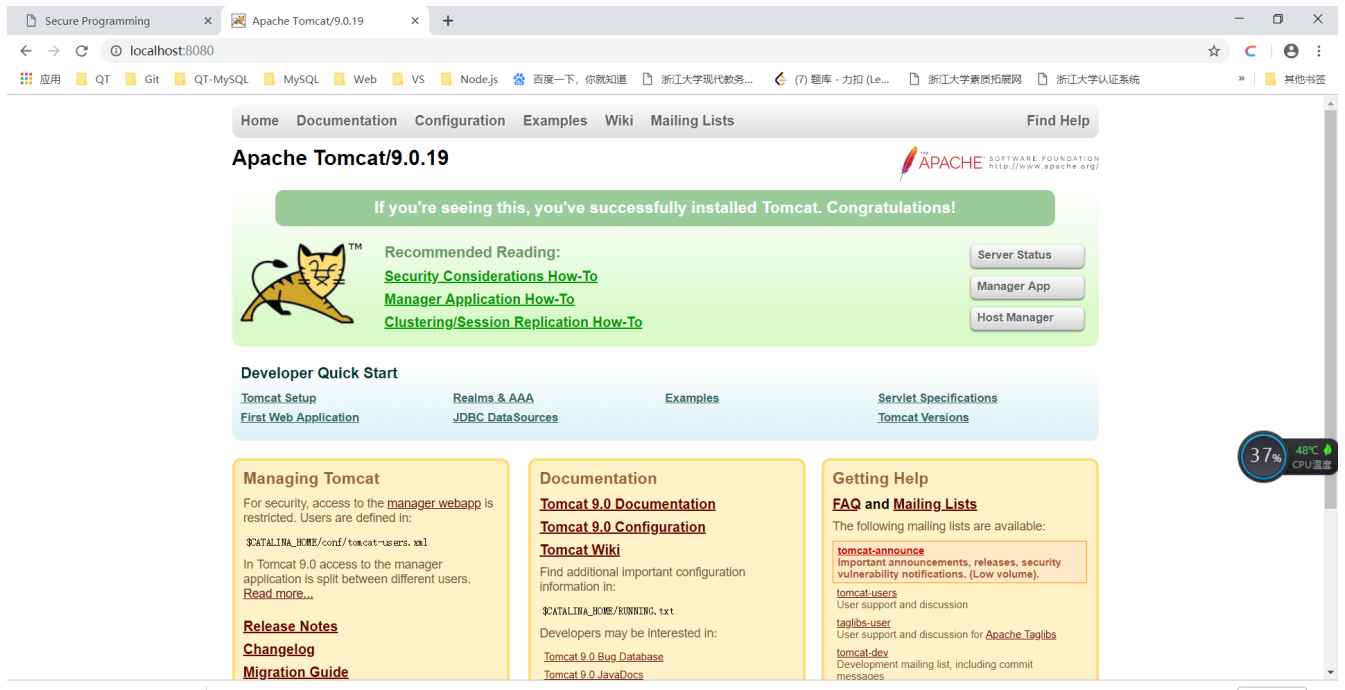 Secure Programming
Apache Tomcat/9.0.19
localhost:8080
应用 QT Git QT-MySQL MySQL Web VS Node.js 百度一下,你就知道 浙江大学现代教务... (7) 题库 - 力扣 (Le... 浙江大学素质拓展网 浙江大学认证系统 » 其他书签
Home Documentation Configuration Examples Wiki Mailing Lists Find Help
Apache Tomcat/9.0.19
THE APACHE SOFTWARE FOUNDATION
http://www.apache.org/
If you're seeing this, you've successfully installed Tomcat. Congratulations!
TM
Recommended Reading:
Security Considerations How-To
Manager Application How-To
Clustering/Session Replication How-To
Server Status
Manager App
Host Manager
Developer Quick Start
Tomcat Setup Realms & AAA Examples Servlet Specifications
First Web Application JDBC DataSources Tomcat Versions
37% 48℃
CPU温度
Managing Tomcat
For security, access to the manager webapp is
restricted. Users are defined in:
$CATALINA_HOME/conf/tomcat-users.xml
In Tomcat 9.0 access to the manager
application is split between different users.
Read more...
Release Notes
Changelog
Migration Guide
Documentation
Tomcat 9.0 Documentation
Tomcat 9.0 Configuration
Tomcat Wiki
Find additional important configuration
information in:
$CATALINA_HOME/RUNNING.txt
Developers may be interested in:
Tomcat 9.0 Bug Database
Tomcat 9.0 JavaDocs
Getting Help
FAQ and Mailing Lists
The following mailing lists are available:
tomcat-announce
Important announcements, releases, security
vulnerability notifications. (Low volume).
tomcat-users
User support and discussion
taglibs-user
User support and discussion for Apache Taglibs
tomcat-dev
Development mailing list, including commit
messages